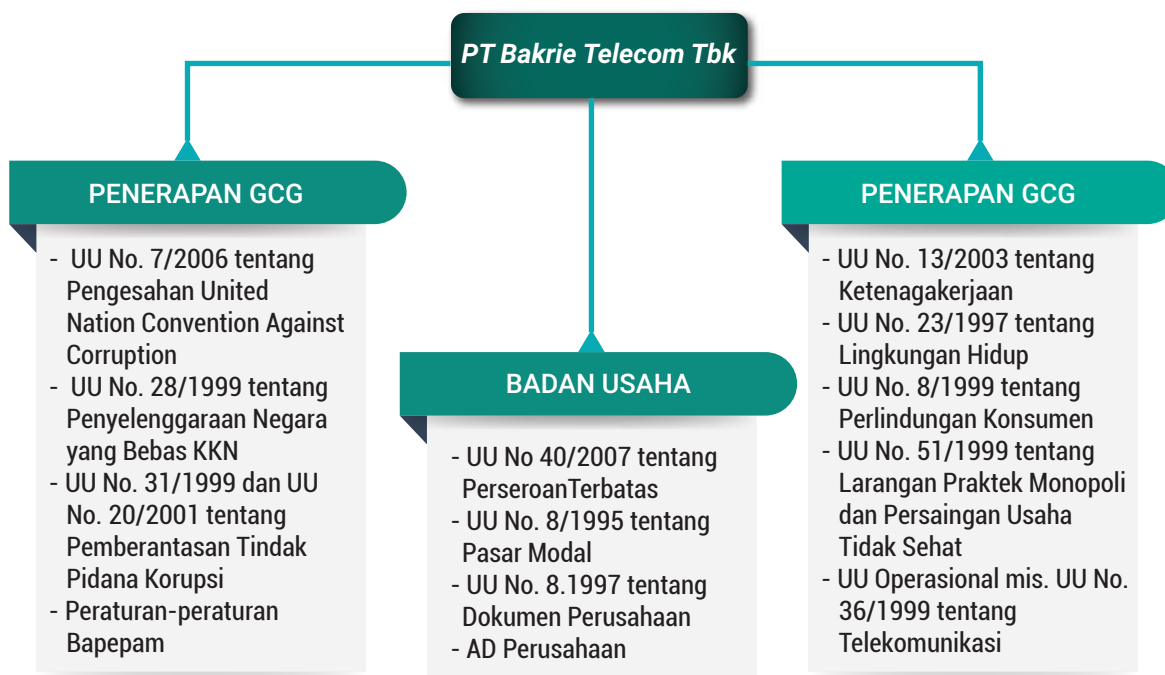 PT Bakrie Telecom Tbk
PENERAPAN GCG
- UU No. 7/2006 tentang
Pengesahan United
Nation Convention Against
Corruption
- UU No. 28/1999 tentang
Penyelenggaraan Negara
yang Bebas KKN
- UU No. 31/1999 dan UU
No. 20/2001 tentang
Pemberantasan Tindak
Pidana Korupsi
- Peraturan-peraturan
Bapepam
BADAN USAHA
- UU No 40/2007 tentang
PerseroanTerbatas
- UU No. 8/1995 tentang
Pasar Modal
- UU No. 8.1997 tentang
Dokumen Perusahaan
- AD Perusahaan
PENERAPAN GCG
- UU No. 13/2003 tentang
Ketenagakerjaan
- UU No. 23/1997 tentang
Lingkungan Hidup
- UU No. 8/1999 tentang
Perlindungan Konsumen
- UU No. 51/1999 tentang
Larangan Praktek Monopoli
dan Persaingan Usaha
Tidak Sehat
- UU Operasional mis. UU No.
36/1999 tentang
Telekomunikasi